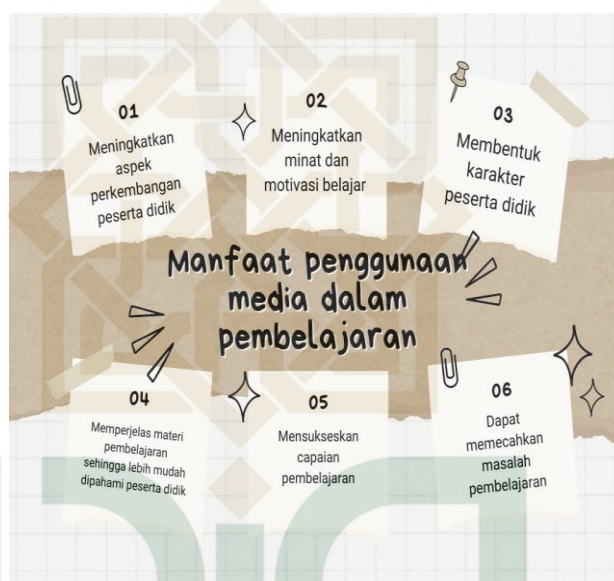 01
Meningkatkan
aspek
perkembangan
peserta didik
02
Meningkatkan
minat dan
motivasi belajar
03
Membentuk
karakter
peserta didik
Manfaat penggunaan
media dalam
pembelajaran
04
Memperjelas materi
pembelajaran
sehingga lebih mudah
dipahami peserta didik
05
Mensukseskan
capaian
pembelajaran
06
Dapat
memecahkan
masalah
pembelajaran